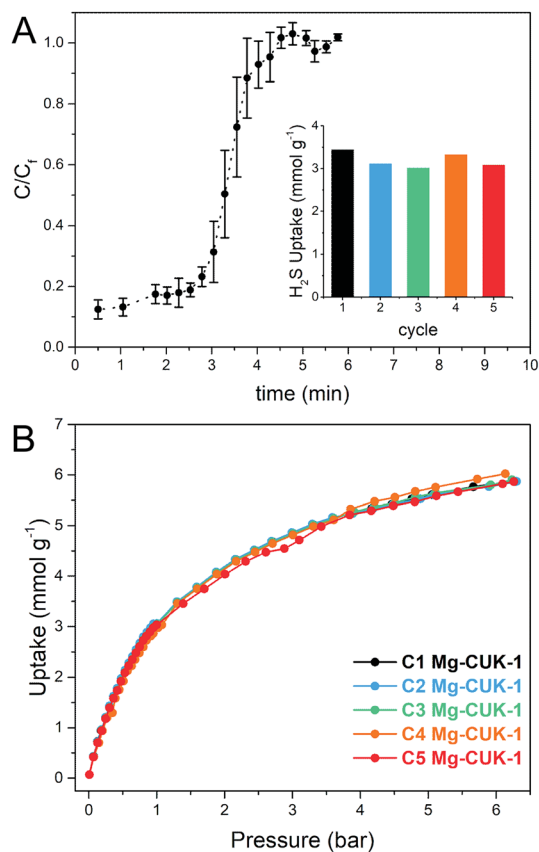 A
1.0
0.8
0.6
0.4
0.2
0.0
C/C_f
0 1 2 3 4 5 6 7 8 9 10
time (min)
4
3
2
1
0
H₂S Uptake (mmol g⁻¹)
1 2 3 4 5
cycle
B
7
6
5
4
3
2
1
0
Uptake (mmol g⁻¹)
C1 Mg-CUK-1
C2 Mg-CUK-1
C3 Mg-CUK-1
C4 Mg-CUK-1
C5 Mg-CUK-1
0 1 2 3 4 5 6
Pressure (bar)